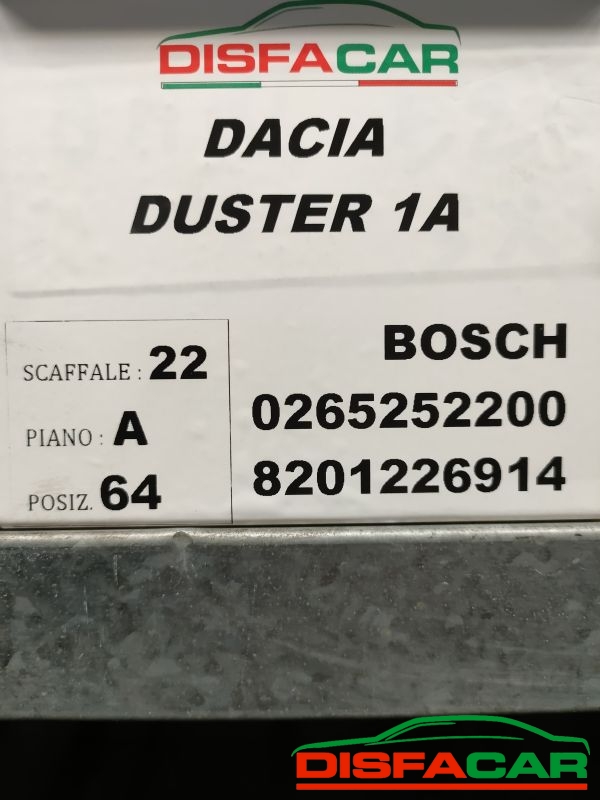 DISFACAR
DACIA
DUSTER 1A
SCAFFALE : 22
PIANO : A
POSIZ. 64
BOSCH
0265252200
8201226914
DISFACAR